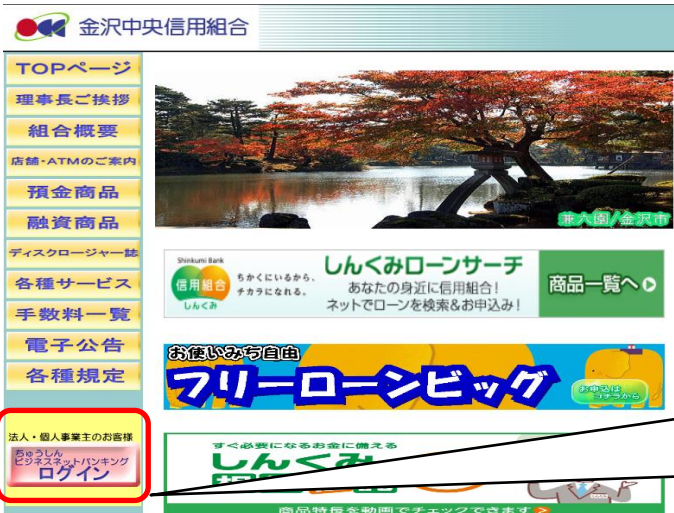 金沢中央信用組合
TOPページ
理事長ご挨拶
組合概要
店舗・ATMのご案内
預金商品
融資商品
ディスクロージャー誌
各種サービス
手数料一覧
電子公告
各種規定
法人・個人事業主のお客様
ちゅうしん
ビジネスネットバンキング
ログイン
兼六園/金沢市
Shinkumi Bank
信用組合
しんくみ
ちかくにいるから、
チカラになれる。
しんくみローンサーチ
あなたの身近に信用組合!
ネットでローンを検索&お申込み!
商品一覧へ
お使いみち自由
フリーローンビッグ
お申込は
コチラから
すぐ必要になるお金に備える
しんくみ
商品特長を動画でチェックできます